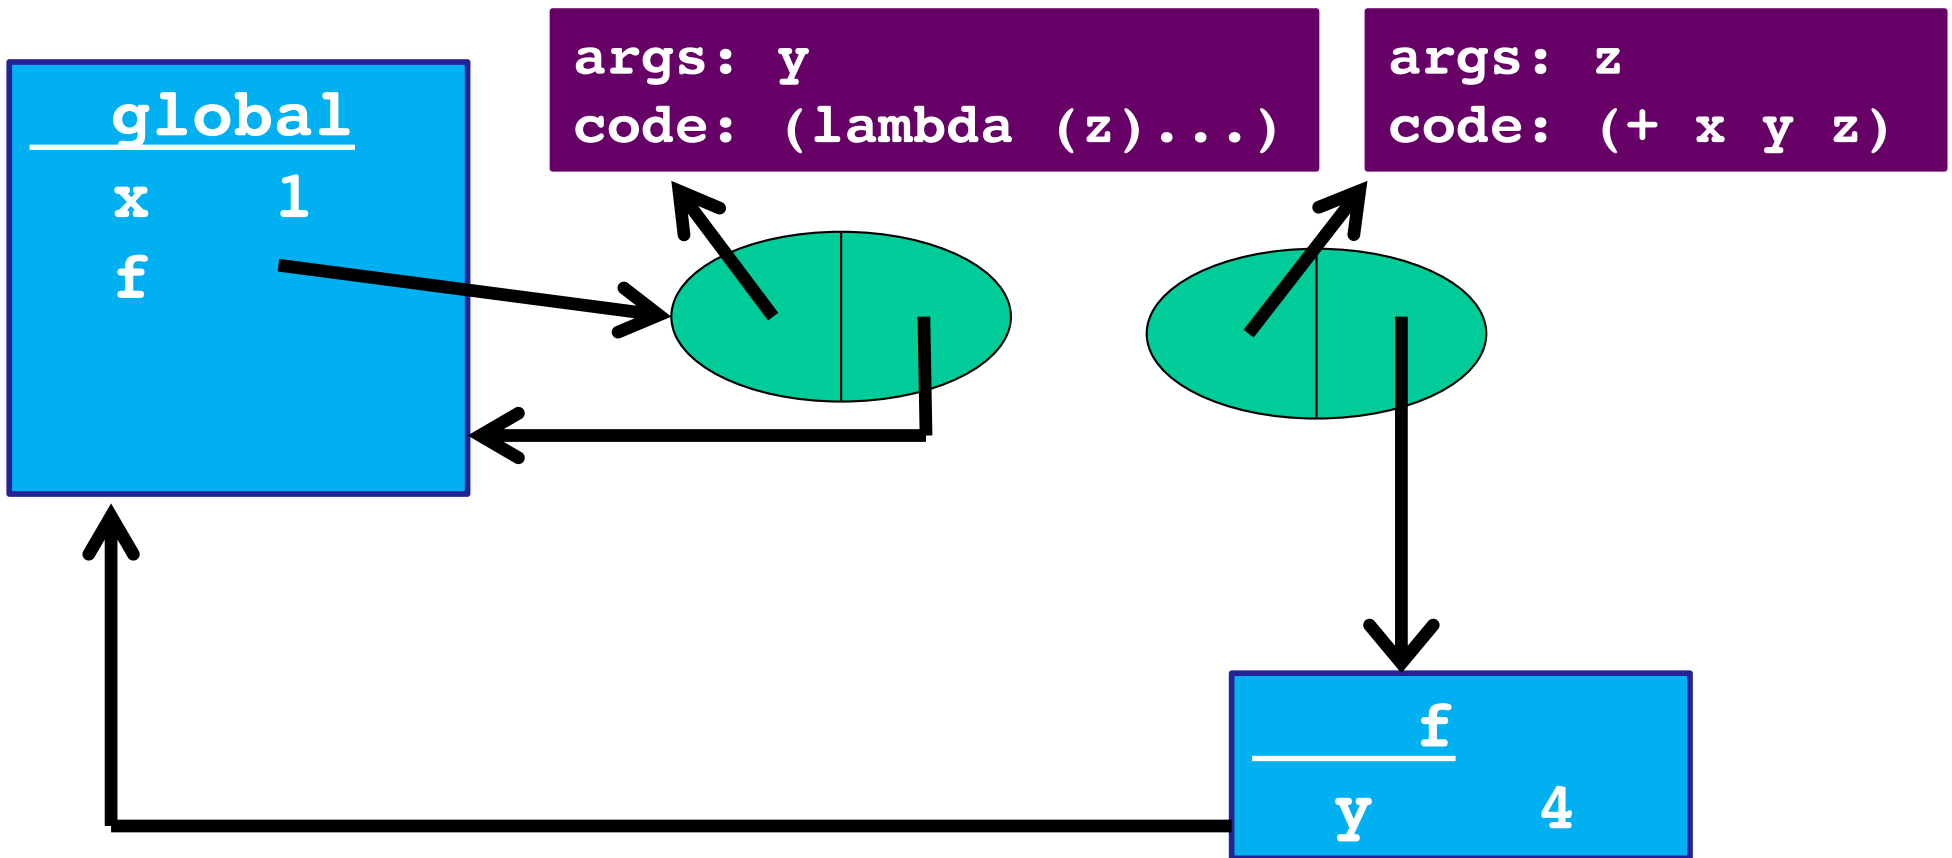 global
x 1
f
args: y
code: (lambda (z)...)
args: z
code: (+ x y z)
f
y 4